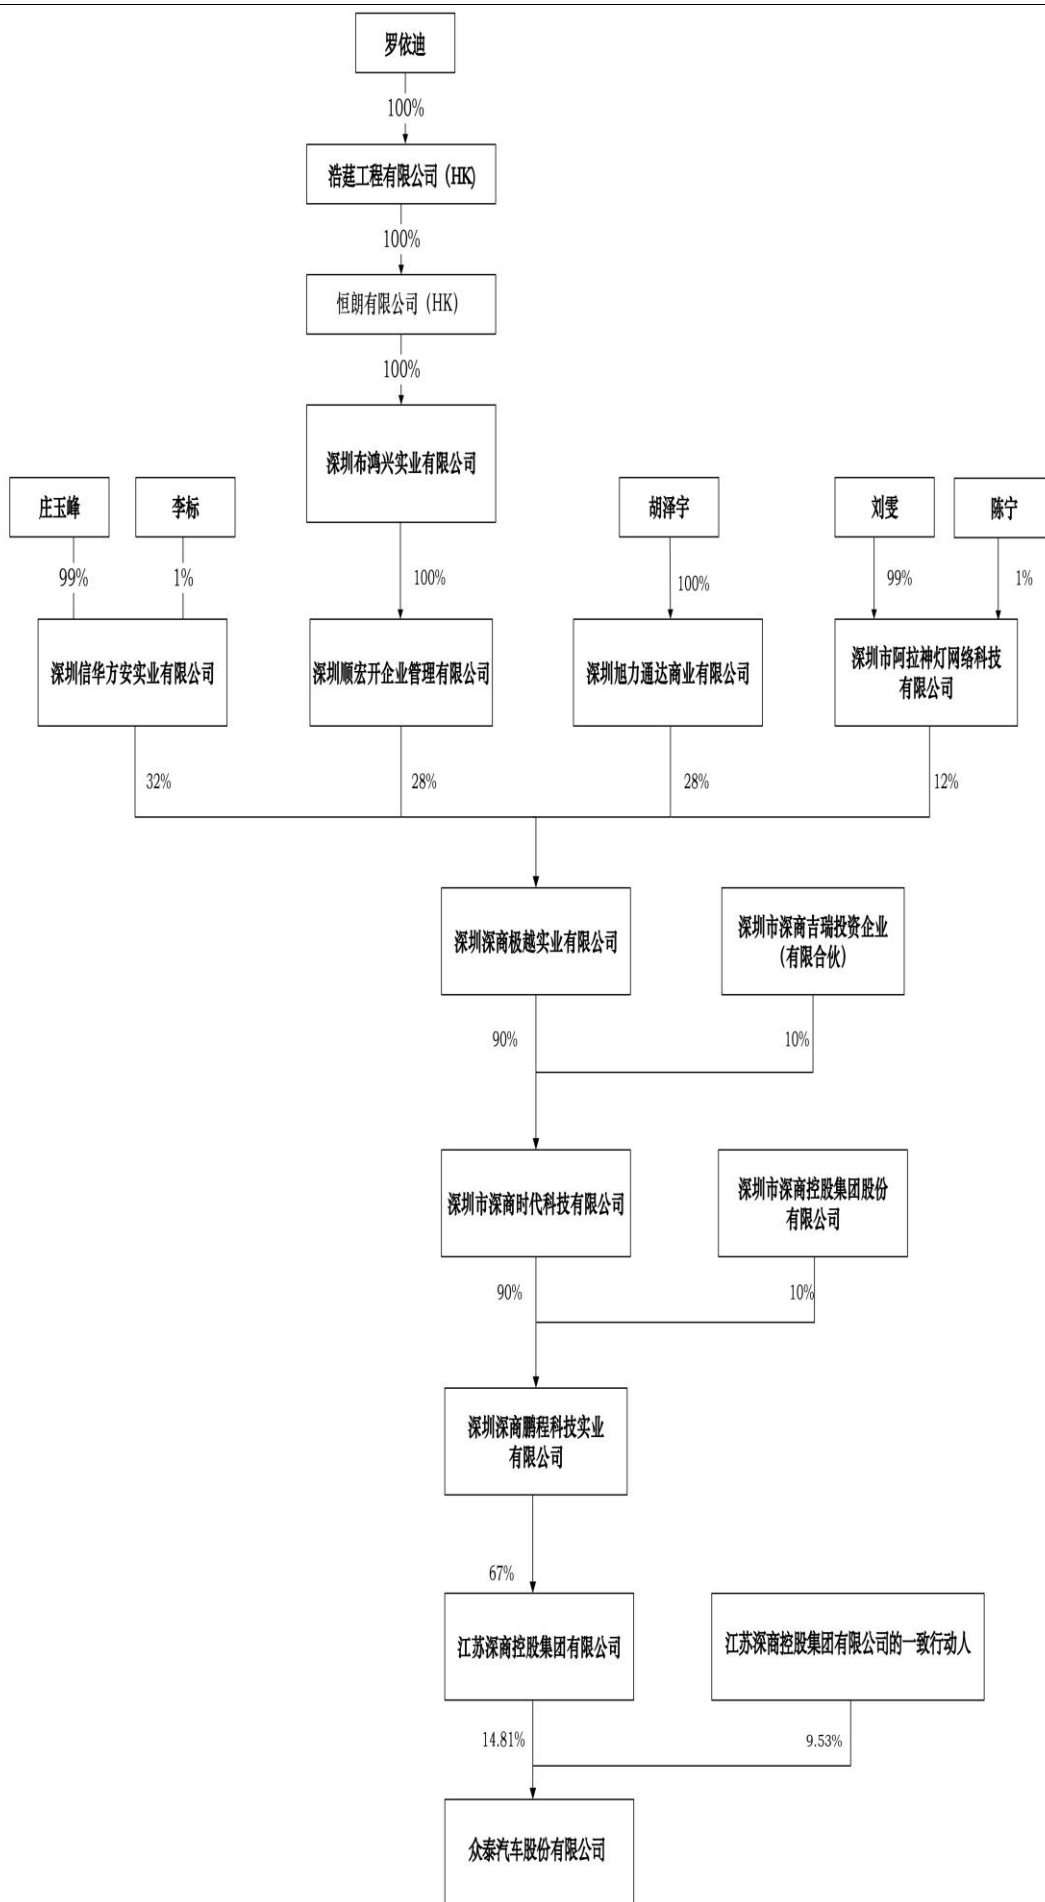 罗依迪
100%
浩莛工程有限公司（HK）
100%
恒朗有限公司（HK）
100%
深圳布鸿兴实业有限公司
庄玉峰
李标
胡泽宇
刘雯
陈宁
99%
1%
100%
100%
99%
1%
深圳信华方安实业有限公司
深圳顺宏开企业管理有限公司
深圳旭力通达商业有限公司
深圳市阿拉神灯网络科技
有限公司
32%
28%
28%
12%
深圳深商极越实业有限公司
深圳市深商吉瑞投资企业
（有限合伙）
90%
10%
深圳市深商时代科技有限公司
深圳市深商控股集团股份
有限公司
90%
10%
深圳深商鹏程科技实业
有限公司
67%
江苏深商控股集团有限公司
江苏深商控股集团有限公司的一致行动人
14.81%
9.53%
众泰汽车股份有限公司